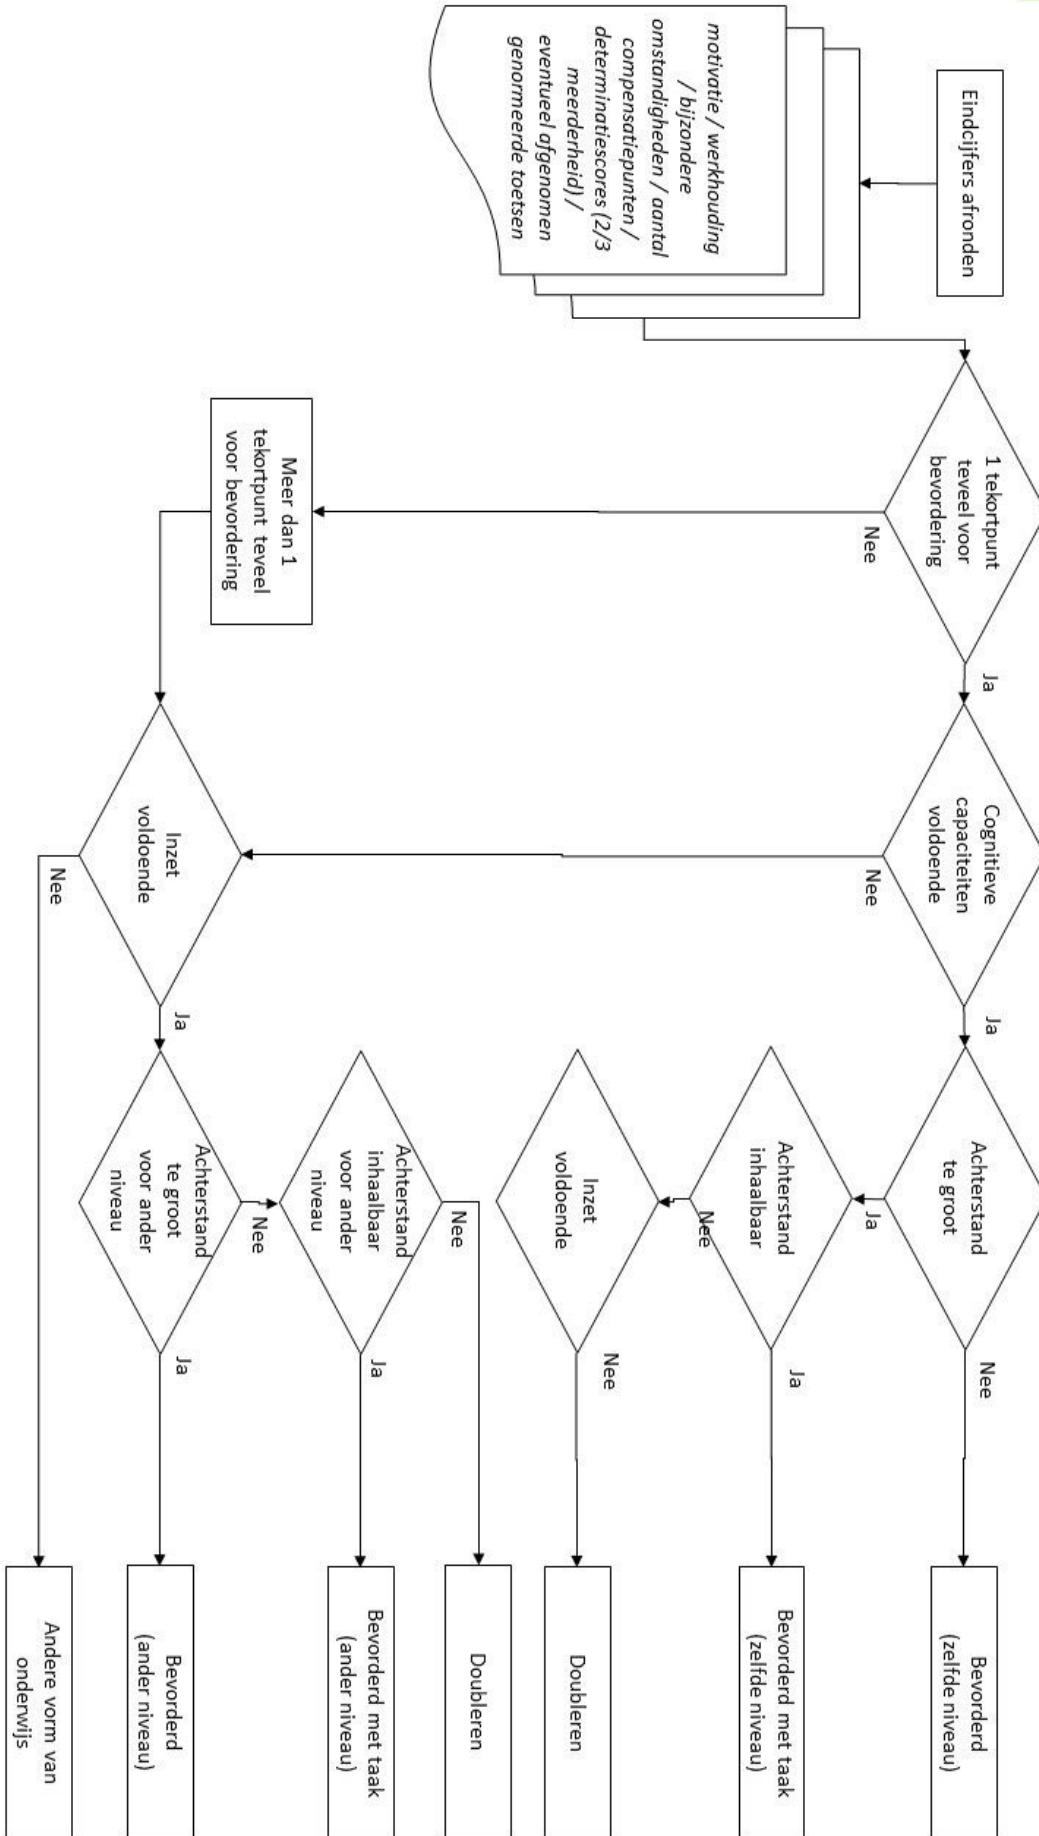 Eindcijfers afronden
motivatie / werkhouding
/ bijzondere
omstandigheden / aantal
compensatiepunten /
determinatiescores (2/3
meerderheid) /
eventueel afgenomen
genormeerde toetsen
1 tekortpunt
teveel voor
bevordering
Ja
Nee
Cognitieve
capaciteiten
voldoende
Ja
Nee
Achterstand
te groot
Nee
Ja
Bevorderd
(zelfde niveau)
Achterstand
inhaalbaar
Ja
Nee
Bevorderd met taak
(zelfde niveau)
Inzet
voldoende
Nee
Doubleren
Meer dan 1
tekortpunt teveel
voor bevordering
Achterstand
inhaalbaar
voor ander
niveau
Nee
Doubleren
Ja
Bevorderd met taak
(ander niveau)
Inzet
voldoende
Ja
Nee
Achterstand
te groot
voor ander
niveau
Nee
Ja
Bevorderd
(ander niveau)
Andere vorm van
onderwijs